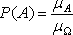 P(A) = μ_A / μ_Ω